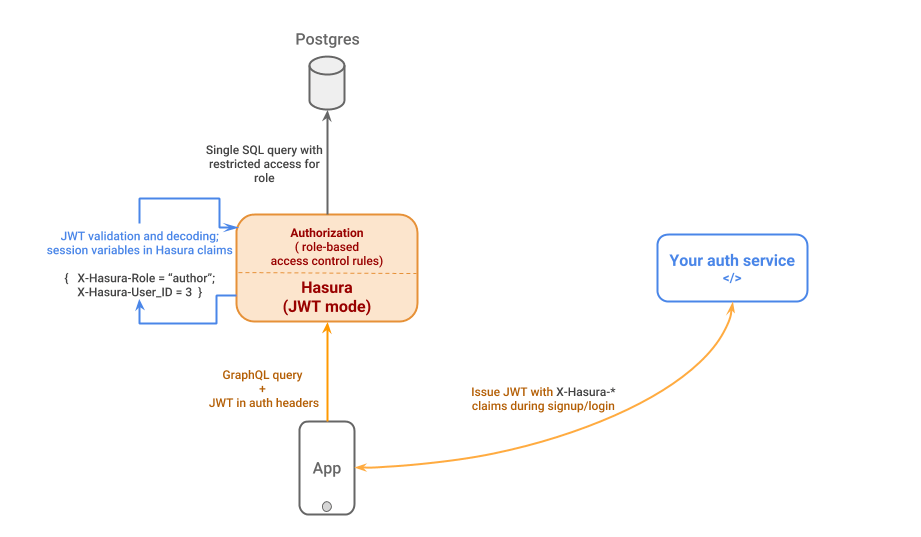 Postgres
Single SQL query with
restricted access for
role
JWT validation and decoding;
session variables in Hasura claims
{ X-Hasura-Role = “author”;
X-Hasura-User_ID = 3 }
Authorization
( role-based
access control rules)
Hasura
(JWT mode)
Your auth service
</>
GraphQL query
+
JWT in auth headers
Issue JWT with X-Hasura-*
claims during signup/login
App